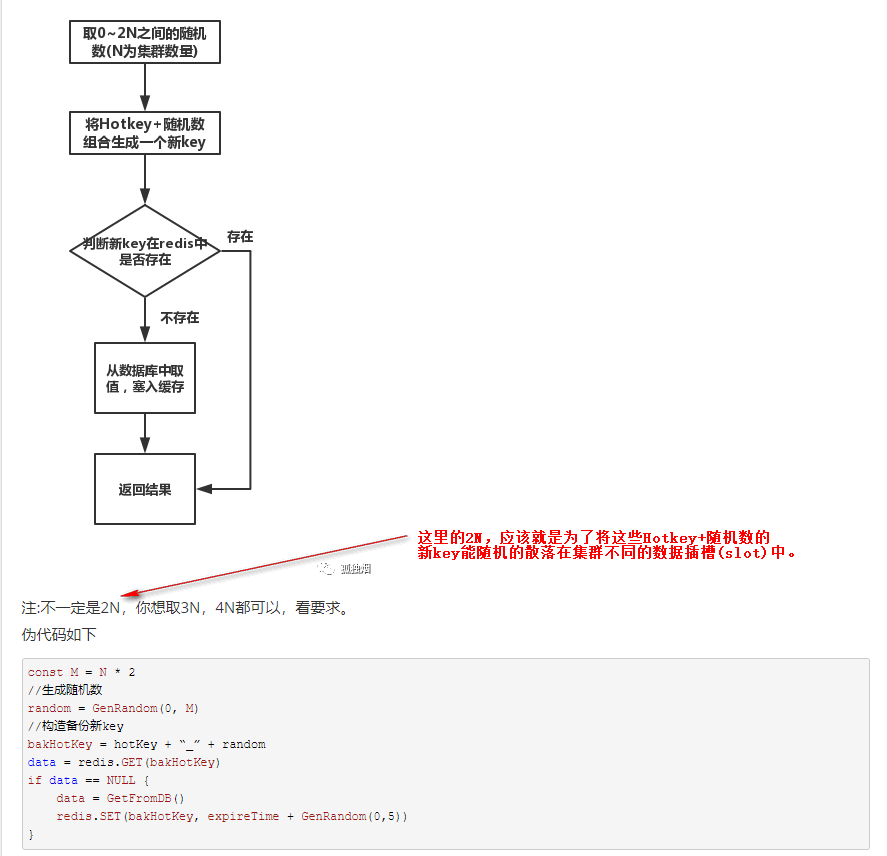 取0~2N之间的随机
数(N为集群数量)
将Hotkey+随机数
组合生成一个新key
判断新key在redis中
是否存在
存在
不存在
从数据库中取
值，塞入缓存
返回结果
这里的2N，应该就是为了将这些Hotkey+随机数的
新key能随机的散落在集群不同的数据插槽(slot)中。
孤独烟
注:不一定是2N，你想取3N，4N都可以，看要求。
伪代码如下
const M = N * 2
//生成随机数
random = GenRandom(0, M)
//构造备份新key
bakHotKey = hotKey + “_” + random
data = redis.GET(bakHotKey)
if data == NULL {
    data = GetFromDB()
    redis.SET(bakHotKey, expireTime + GenRandom(0,5))
}